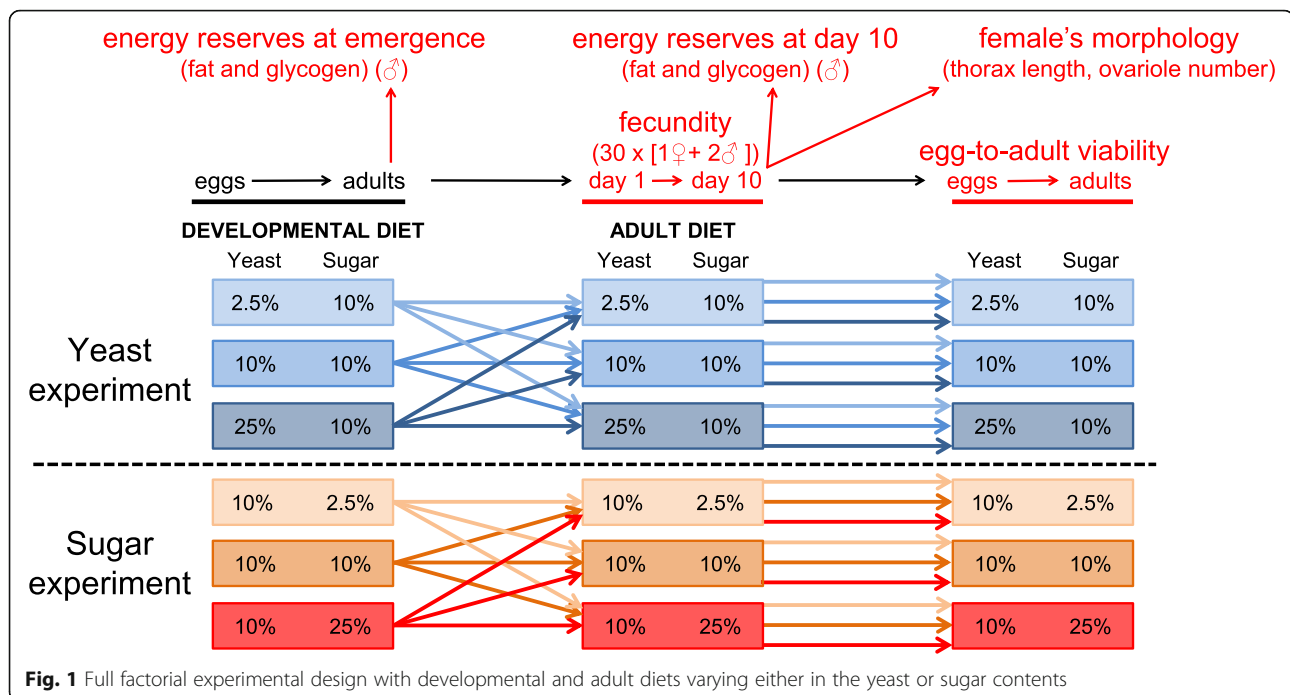 energy reserves at emergence
(fat and glycogen) (♂)
energy reserves at day 10
(fat and glycogen) (♂)
female's morphology
(thorax length, ovariole number)
fecundity
(30 x [1♀+ 2♂ ])
egg-to-adult viability
eggs adults
day 1 day 10
eggs adults
DEVELOPMENTAL DIET
ADULT DIET
Yeast Sugar
Yeast Sugar
Yeast Sugar
Yeast
experiment
2.5% 10%
2.5% 10%
2.5% 10%
10% 10%
10% 10%
10% 10%
25% 10%
25% 10%
25% 10%
Sugar
experiment
10% 2.5%
10% 2.5%
10% 2.5%
10% 10%
10% 10%
10% 10%
10% 25%
10% 25%
10% 25%
Fig. 1 Full factorial experimental design with developmental and adult diets varying either in the yeast or sugar contents